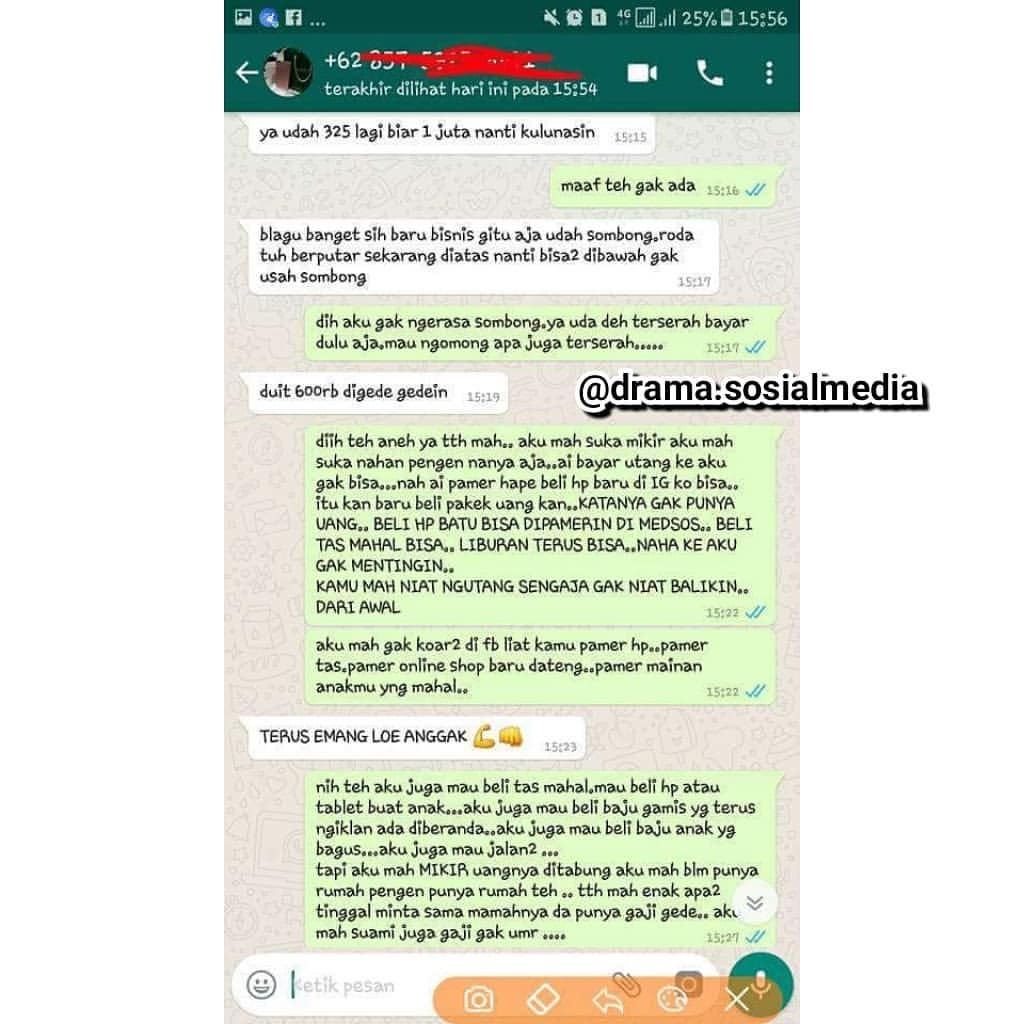 ... 4G 1 25% 15:56
+62
terakhir dilihat hari ini pada 15:54
ya udah 325 lagi biar 1 juta nanti kulunasin 15:15
maaf teh gak ada 15:16
blagu banget sih baru bisnis gitu aja udah sombong.roda
tuh berputar sekarang diatas nanti bisa2 dibawah gak
usah sombong 15:17
dih aku gak ngerasa sombong.ya uda deh terserah bayar
dulu aja,mau ngomong apa juga terserah..... 15:17
@drama.sosialmedia
duit 600rb digede gedein 15:19
diih teh aneh ya tth mah.. aku mah suka mikir aku mah
suka nahan pengen nanya aja..ai bayar utang ke aku
gak bisa...nah ai pamer hape beli hp baru di IG ko bisa..
itu kan baru beli pakek uang kan..KATANYA GAK PUNYA
UANG.. BELI HP BATU BISA DIPAMERIN DI MEDSOS.. BELI
TAS MAHAL BISA.. LIBURAN TERUS BISA..NAHA KE AKU
GAK MENTINGIN..
KAMU MAH NIAT NGUTANG SENGAJA GAK NIAT BALIKIN..
DARI AWAL 15:22
aku mah gak koar2 di fb liat kamu pamer hp..pamer
tas.pamer online shop baru dateng..pamer mainan
anakmu yng mahal.. 15:22
TERUS EMANG LOE ANGGAK 💪👊 15:23
nih teh aku juga mau beli tas mahal.mau beli hp atau
tablet buat anak...aku juga mau beli baju gamis yg terus
ngiklan ada diberanda..aku juga mau beli baju anak yg
bagus...aku juga mau jalan2 ...
tapi aku mah MIKIR uangnya ditabung aku mah blm punya
rumah pengen punya rumah teh .. tth mah enak apa2
tinggal minta sama mamahnya da punya gaji gede.. aku
mah suami juga gaji gak umr .... 15:27
Ketik pesan